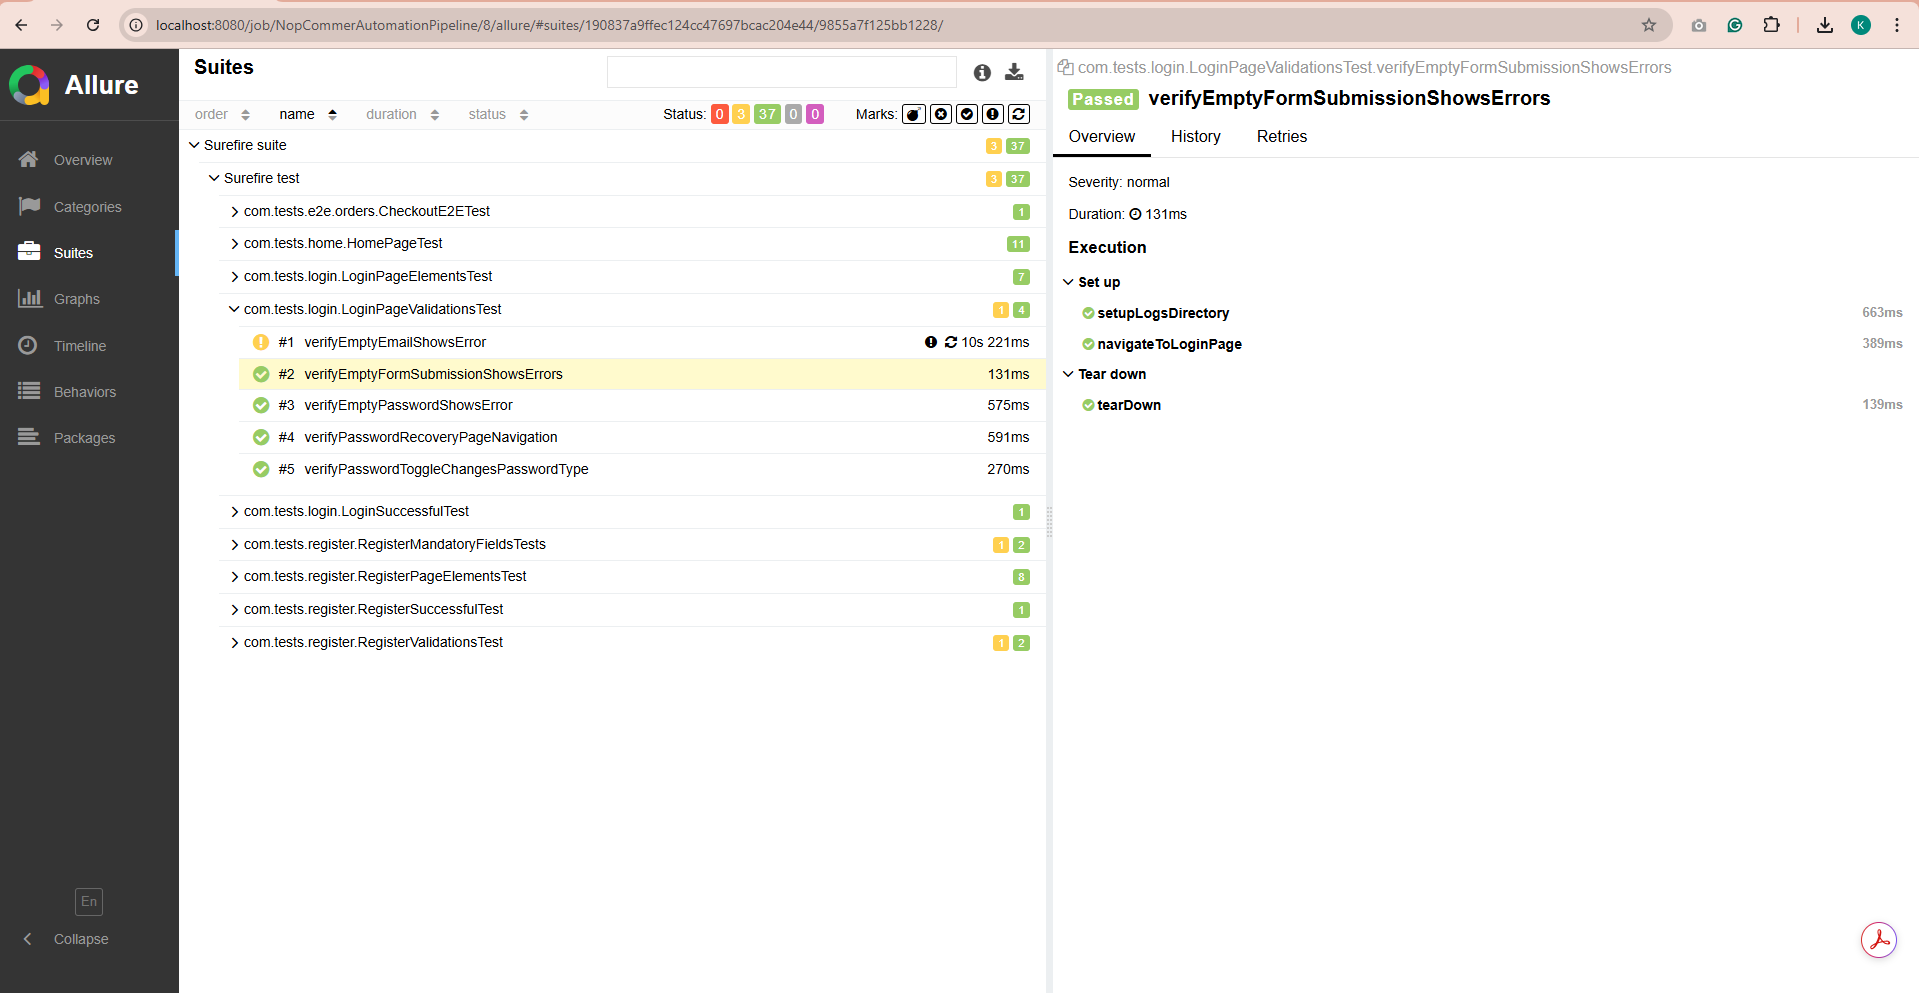 localhost:8080/job/NopCommerAutomationPipeline/8/allure/#suites/190837a9ffec124cc47697bcac204e44/9855a7f125bb1228/
K
Allure
Overview
Categories
Suites
Graphs
Timeline
Behaviors
Packages
En
Collapse
Suites
order name duration status Status: 0 3 37 0 0 Marks:
Surefire suite 3 37
Surefire test 3 37
com.tests.e2e.orders.CheckoutE2ETest 1
com.tests.home.HomePageTest 11
com.tests.login.LoginPageElementsTest 7
com.tests.login.LoginPageValidationsTest 1 4
#1 verifyEmptyEmailShowsError 10s 221ms
#2 verifyEmptyFormSubmissionShowsErrors 131ms
#3 verifyEmptyPasswordShowsError 575ms
#4 verifyPasswordRecoveryPageNavigation 591ms
#5 verifyPasswordToggleChangesPasswordType 270ms
com.tests.login.LoginSuccessfulTest 1
com.tests.register.RegisterMandatoryFieldsTests 1 2
com.tests.register.RegisterPageElementsTest 8
com.tests.register.RegisterSuccessfulTest 1
com.tests.register.RegisterValidationsTest 1 2
com.tests.login.LoginPageValidationsTest.verifyEmptyFormSubmissionShowsErrors
Passed verifyEmptyFormSubmissionShowsErrors
Overview History Retries
Severity: normal
Duration: 131ms
Execution
Set up
setupLogsDirectory 663ms
navigateToLoginPage 389ms
Tear down
tearDown 139ms